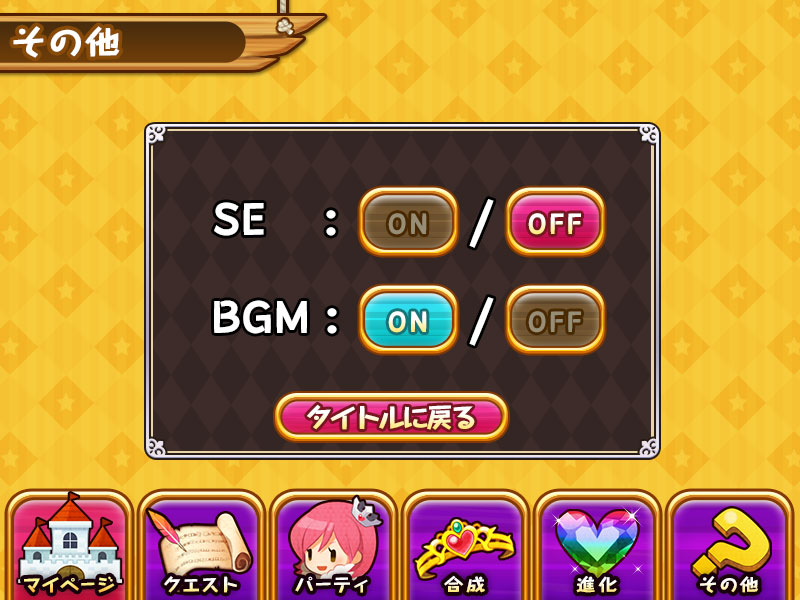 その他
SE : ON / OFF
BGM : ON / OFF
タイトルに戻る
マイページ クエスト パーティ 合成 進化 その他